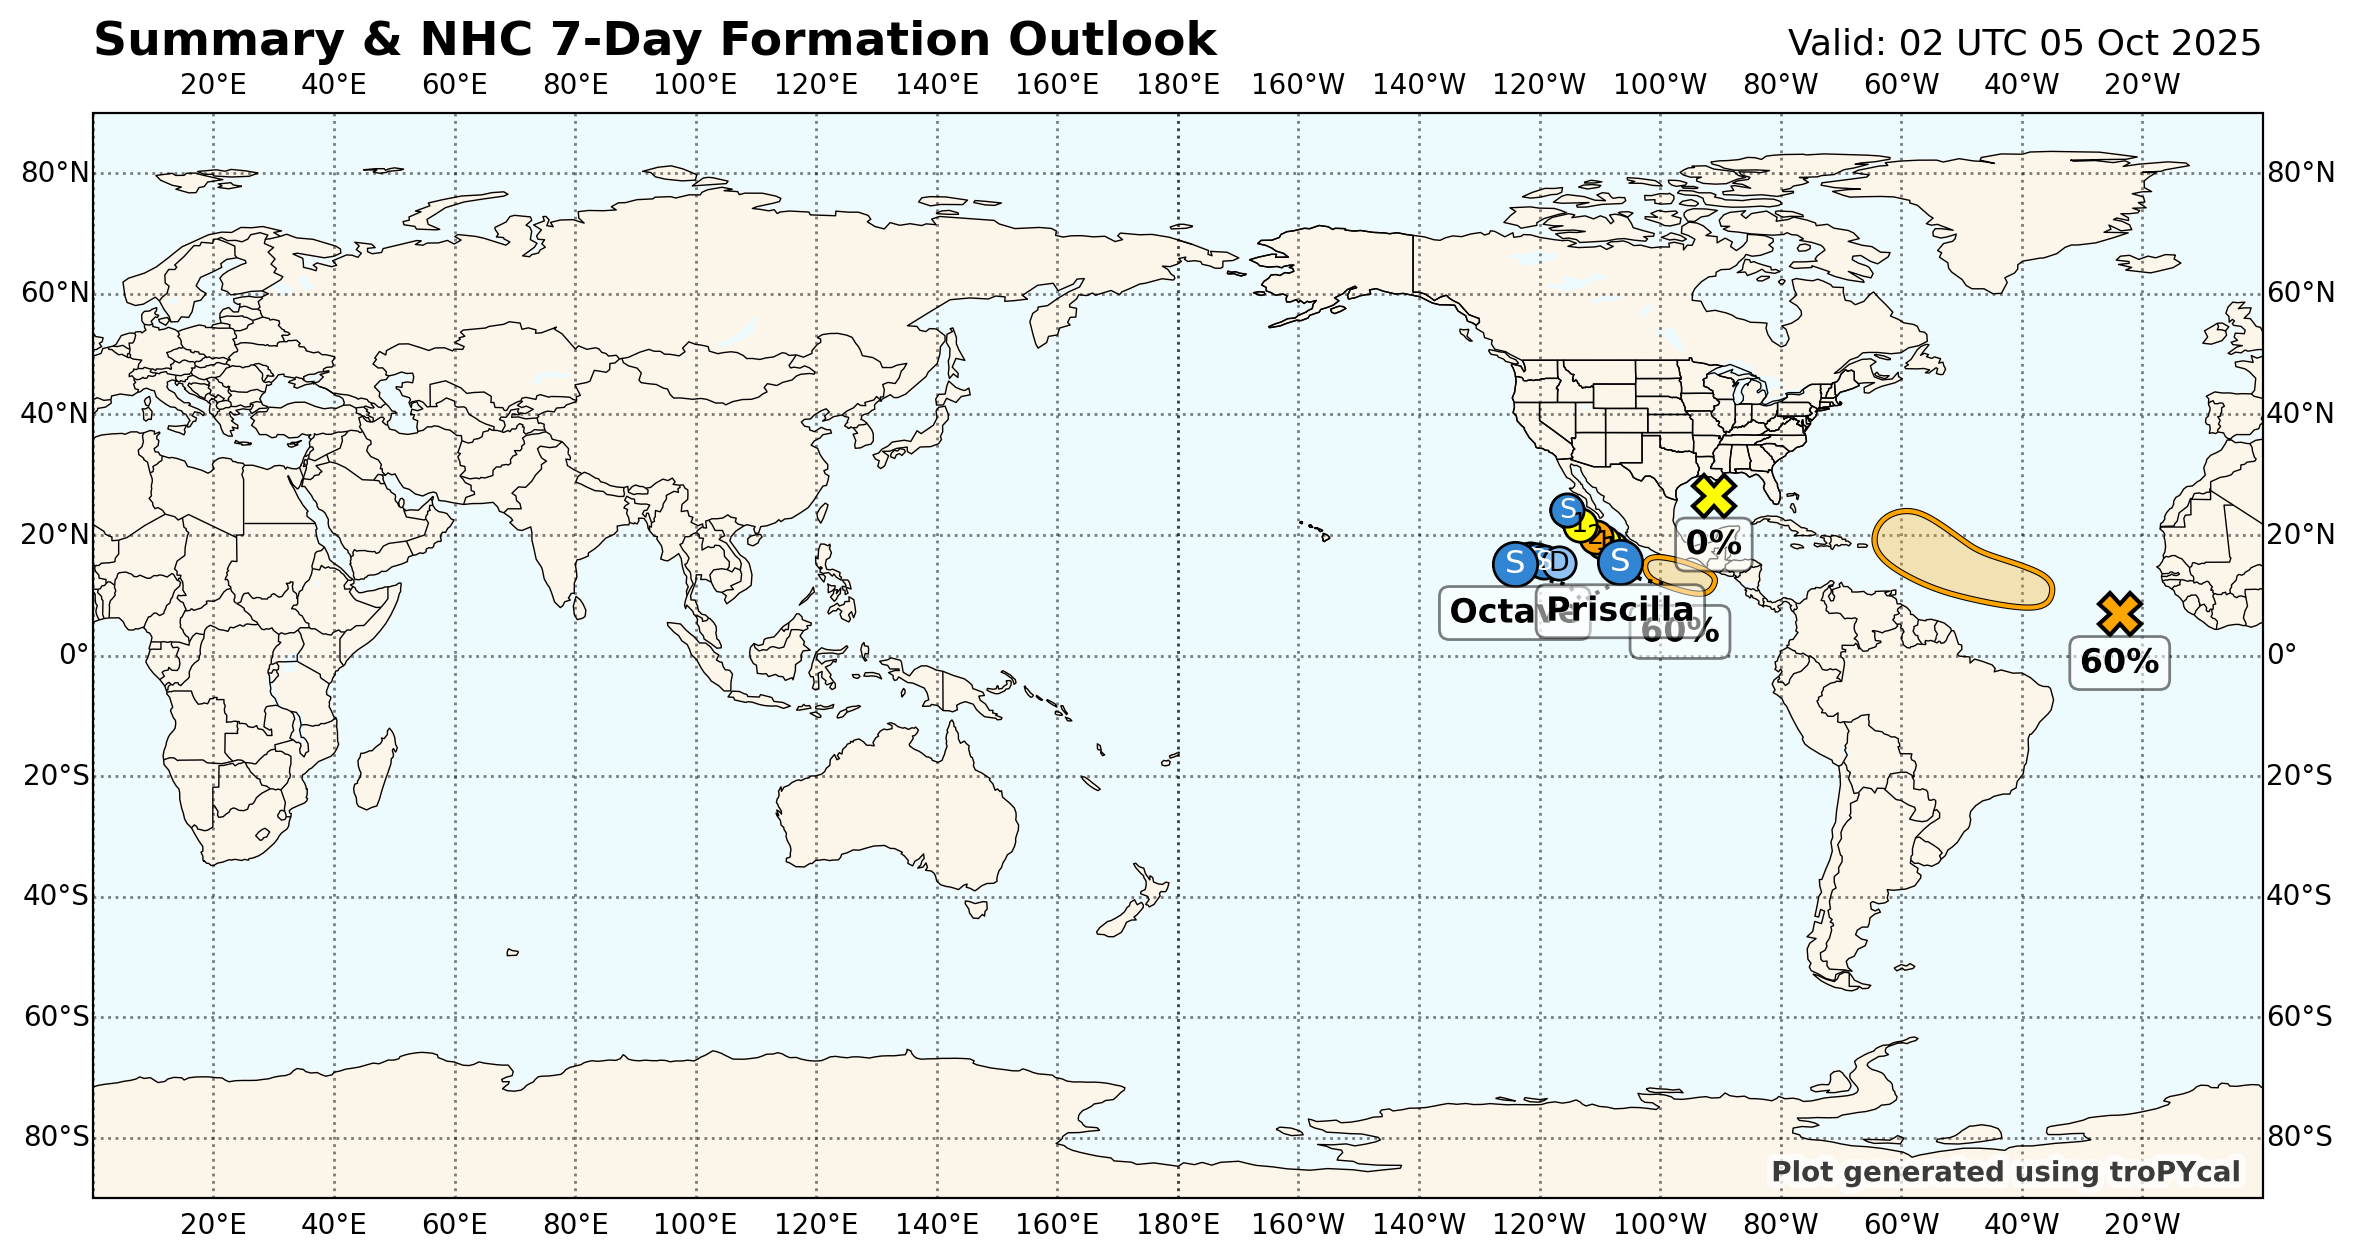 Summary & NHC 7-Day Formation Outlook
Valid: 02 UTC 05 Oct 2025
20°E 40°E 60°E 80°E 100°E 120°E 140°E 160°E 180°E 160°W 140°W 120°W 100°W 80°W 60°W 40°W 20°W
80°N 80°N
60°N 60°N
40°N 40°N
S
1
2
20°N 0% 20°N
S S D S
Octave Priscilla
60%
0° 0°
60%
20°S 20°S
40°S 40°S
60°S 60°S
80°S 80°S
Plot generated using troPYcal
20°E 40°E 60°E 80°E 100°E 120°E 140°E 160°E 180°E 160°W 140°W 120°W 100°W 80°W 60°W 40°W 20°W